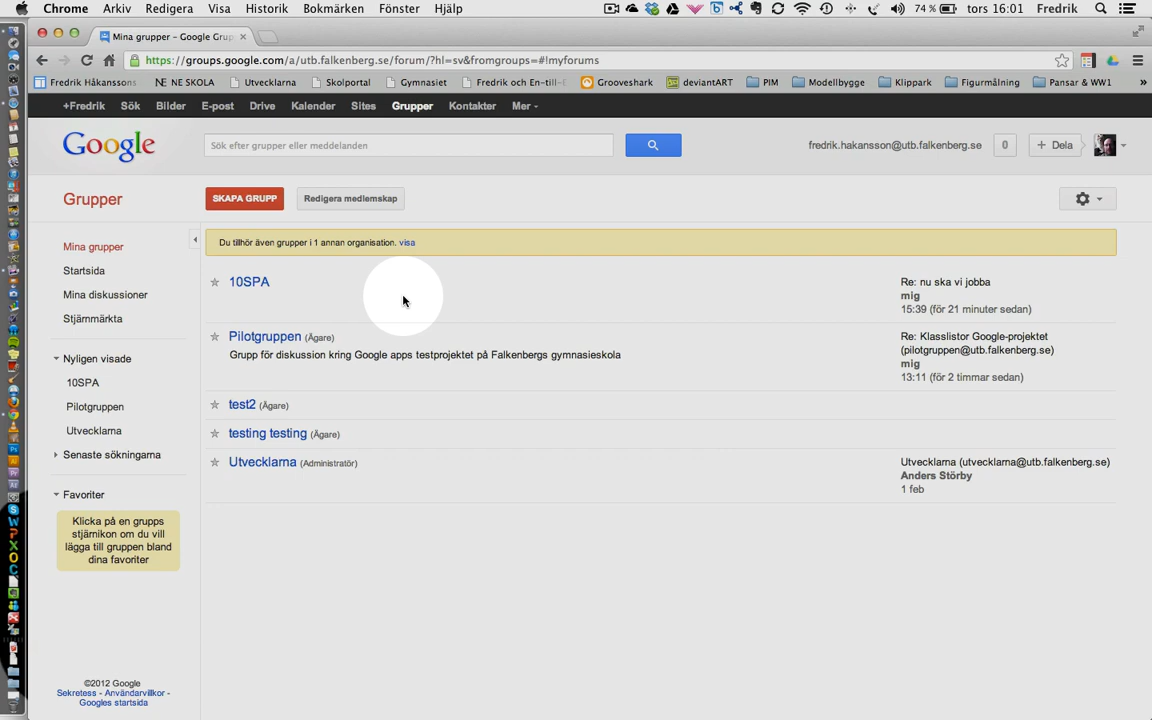 Chrome Arkiv Redigera Visa Historik Bokmärken Fönster Hjälp 74 % tors 16:01 Fredrik
Mina grupper – Google Grup
https://groups.google.com/a/utb.falkenberg.se/forum/?hl=sv&fromgroups=#!myforums
Fredrik Håkanssons NE NE SKOLA Utvecklarna Skolportal Gymnasiet Fredrik och En-till-E Grooveshark deviantART PIM Modellbygge Klippark Figurmålning Pansar & WW1 »
+Fredrik Sök Bilder E-post Drive Kalender Sites Grupper Kontakter Mer
Google Sök efter grupper eller meddelanden fredrik.hakansson@utb.falkenberg.se 0 + Dela
Grupper SKAPA GRUPP Redigera medlemskap
Du tillhör även grupper i 1 annan organisation. visa
Mina grupper
Startsida
Mina diskussioner
Stjärnmärkta
Nyligen visade
10SPA
Pilotgruppen
Utvecklarna
Senaste sökningarna
Favoriter
Klicka på en grupps
stjärnikon om du vill
lägga till gruppen bland
dina favoriter
10SPA
Re: nu ska vi jobba
mig
15:39 (för 21 minuter sedan)
Pilotgruppen (Ägare)
Grupp för diskussion kring Google apps testprojektet på Falkenbergs gymnasieskola
Re: Klasslistor Google-projektet
(pilotgruppen@utb.falkenberg.se)
mig
13:11 (för 2 timmar sedan)
test2 (Ägare)
testing testing (Ägare)
Utvecklarna (Administratör)
Utvecklarna (utvecklarna@utb.falkenberg.se)
Anders Störby
1 feb
©2012 Google
Sekretess - Användarvillkor -
Googles startsida